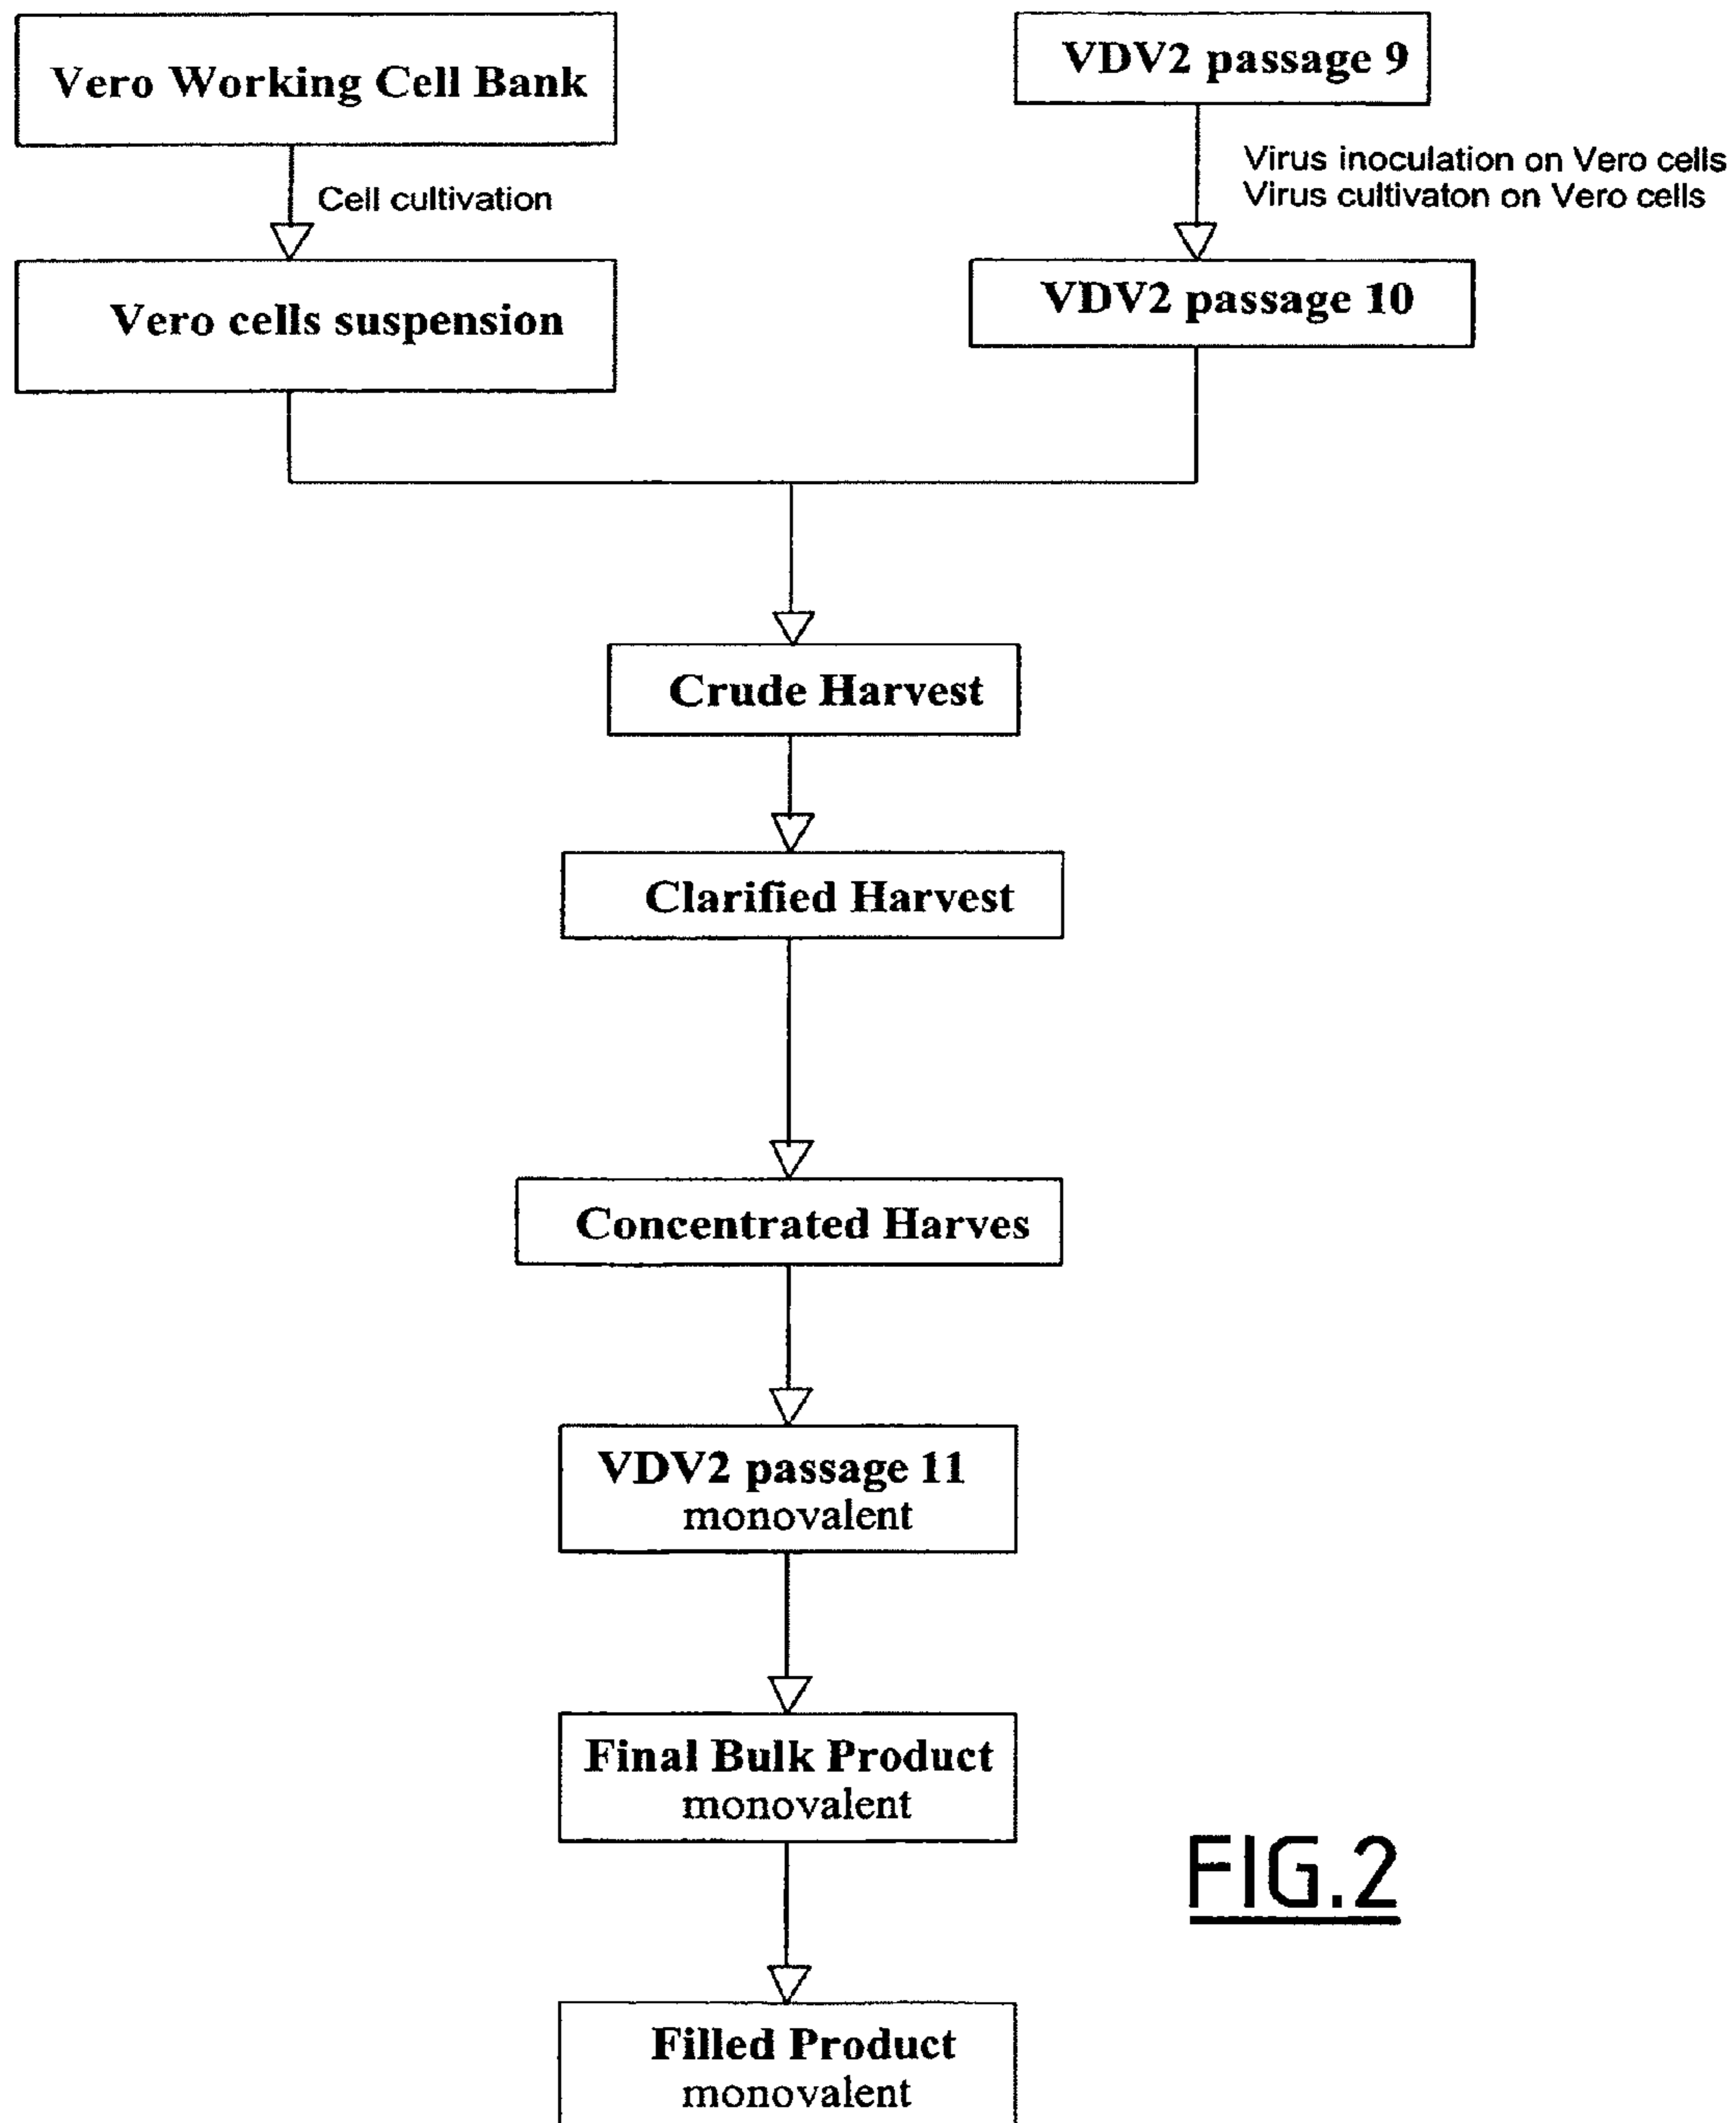 Vero Working Cell Bank
VDV2 passage 9
Cell cultivation
Virus inoculation on Vero cells
Virus cultivaton on Vero cells
Vero cells suspension
VDV2 passage 10
Crude Harvest
Clarified Harvest
Concentrated Harves
VDV2 passage 11
monovalent
Final Bulk Product
monovalent
FIG.2
Filled Product
monovalent